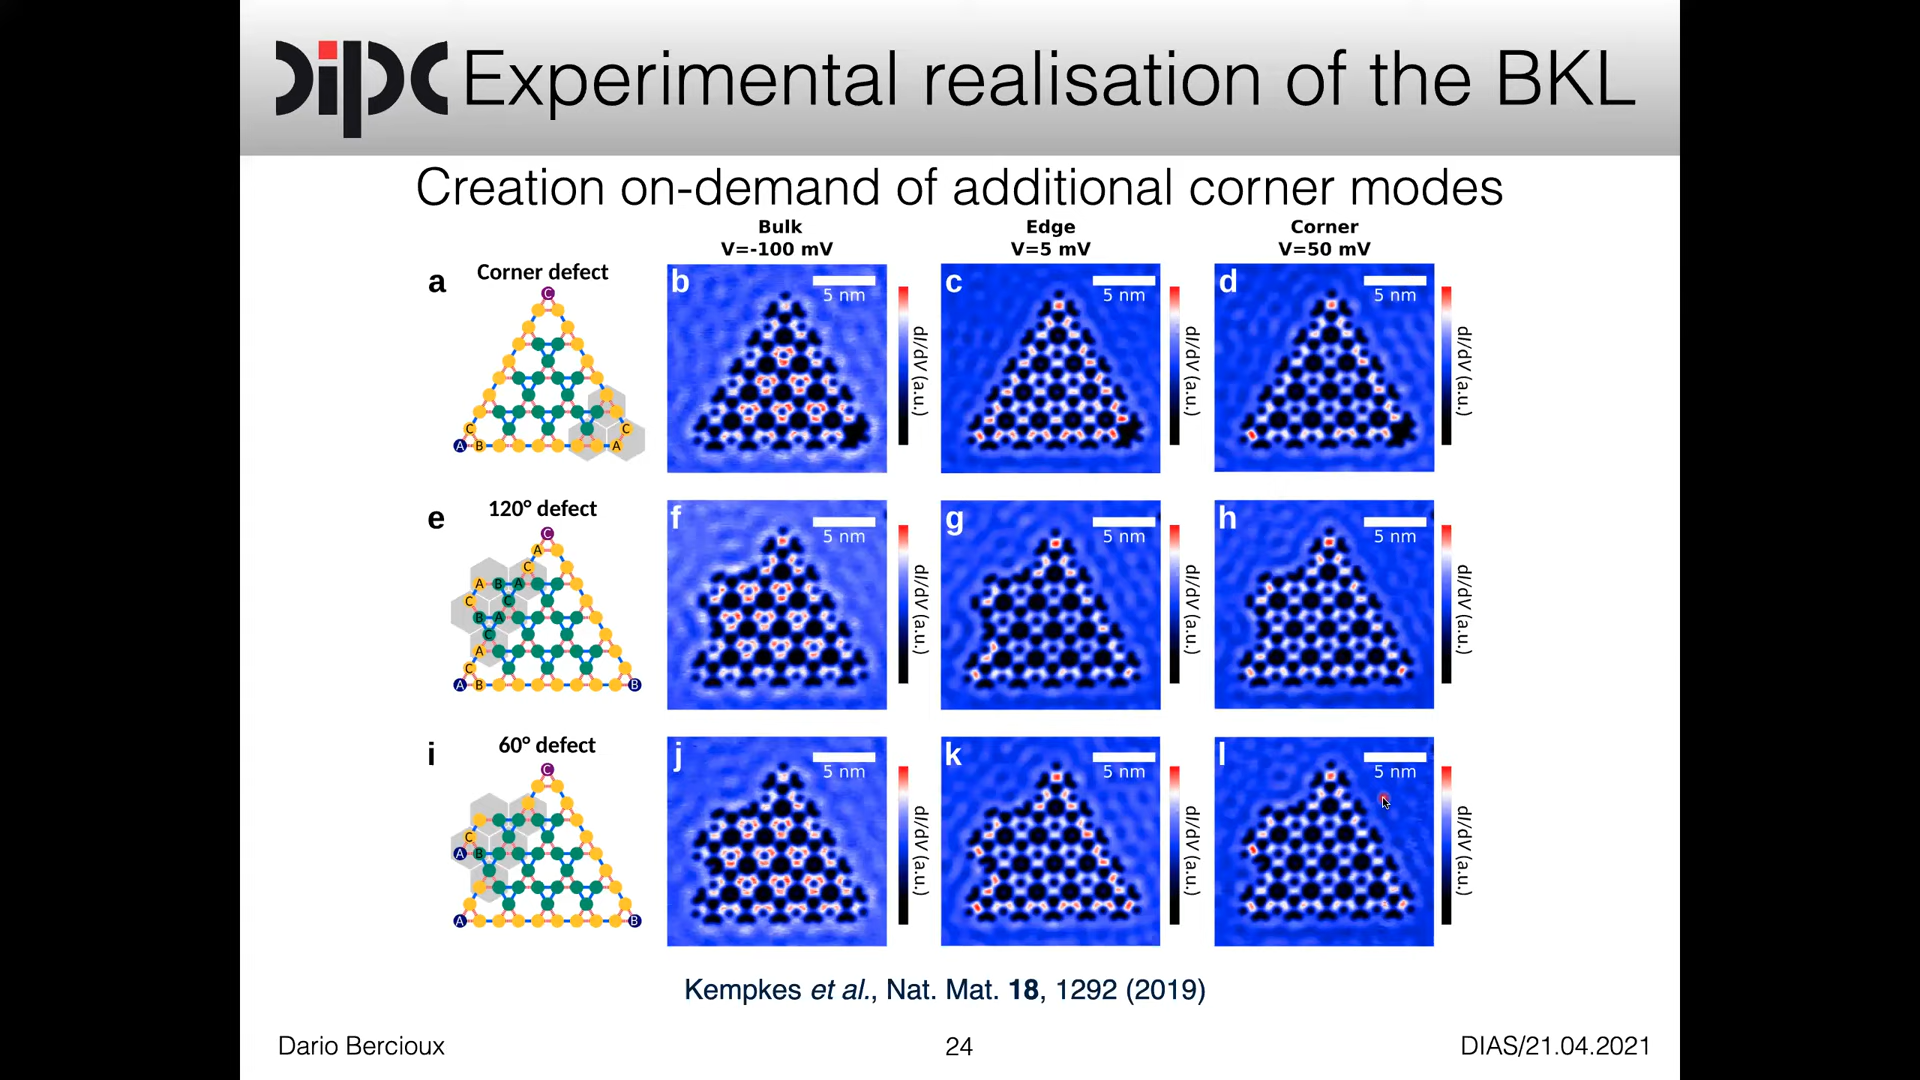 dipc Experimental realisation of the BKL
Creation on-demand of additional corner modes
Bulk
V=-100 mV
Edge
V=5 mV
Corner
V=50 mV
a Corner defect
C
C
A B
C
A
b
5 nm
dI/dV (a.u.)
c
5 nm
dI/dV (a.u.)
d
5 nm
dI/dV (a.u.)
e 120° defect
C
A
C
A B A
C C
B A
C
A
C
A B B
f
5 nm
dI/dV (a.u.)
g
5 nm
dI/dV (a.u.)
h
5 nm
dI/dV (a.u.)
i 60° defect
C
C
A B
A B
j
5 nm
dI/dV (a.u.)
k
5 nm
dI/dV (a.u.)
l
5 nm
dI/dV (a.u.)
Kempkes et al., Nat. Mat. 18, 1292 (2019)
Dario Bercioux 24 DIAS/21.04.2021